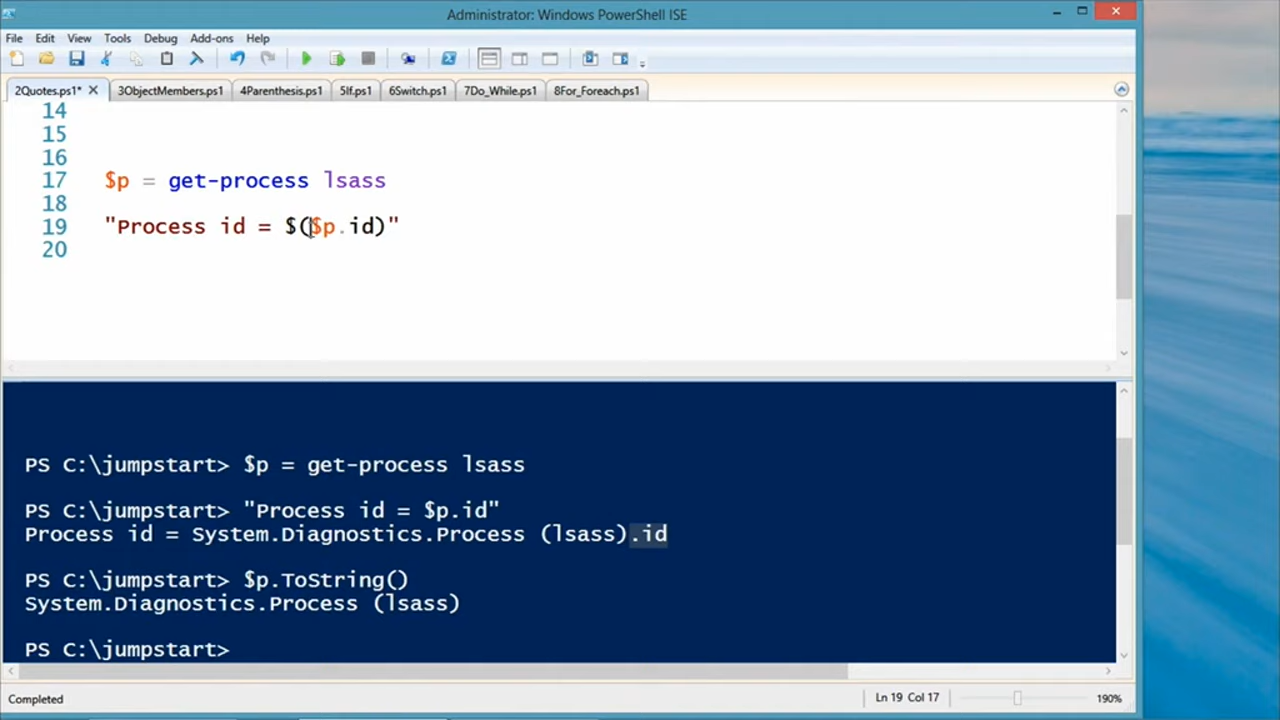 Administrator: Windows PowerShell ISE
File Edit View Tools Debug Add-ons Help
2Quotes.ps1* 3ObjectMembers.ps1 4Parenthesis.ps1 5If.ps1 6Switch.ps1 7Do_While.ps1 8For_Foreach.ps1
14
15
16
17 $p = get-process lsass
18
19 "Process id = $($p.id)"
20
PS C:\jumpstart> $p = get-process lsass
PS C:\jumpstart> "Process id = $p.id"
Process id = System.Diagnostics.Process (lsass).id
PS C:\jumpstart> $p.ToString()
System.Diagnostics.Process (lsass)
PS C:\jumpstart>
Completed Ln 19 Col 17 190%